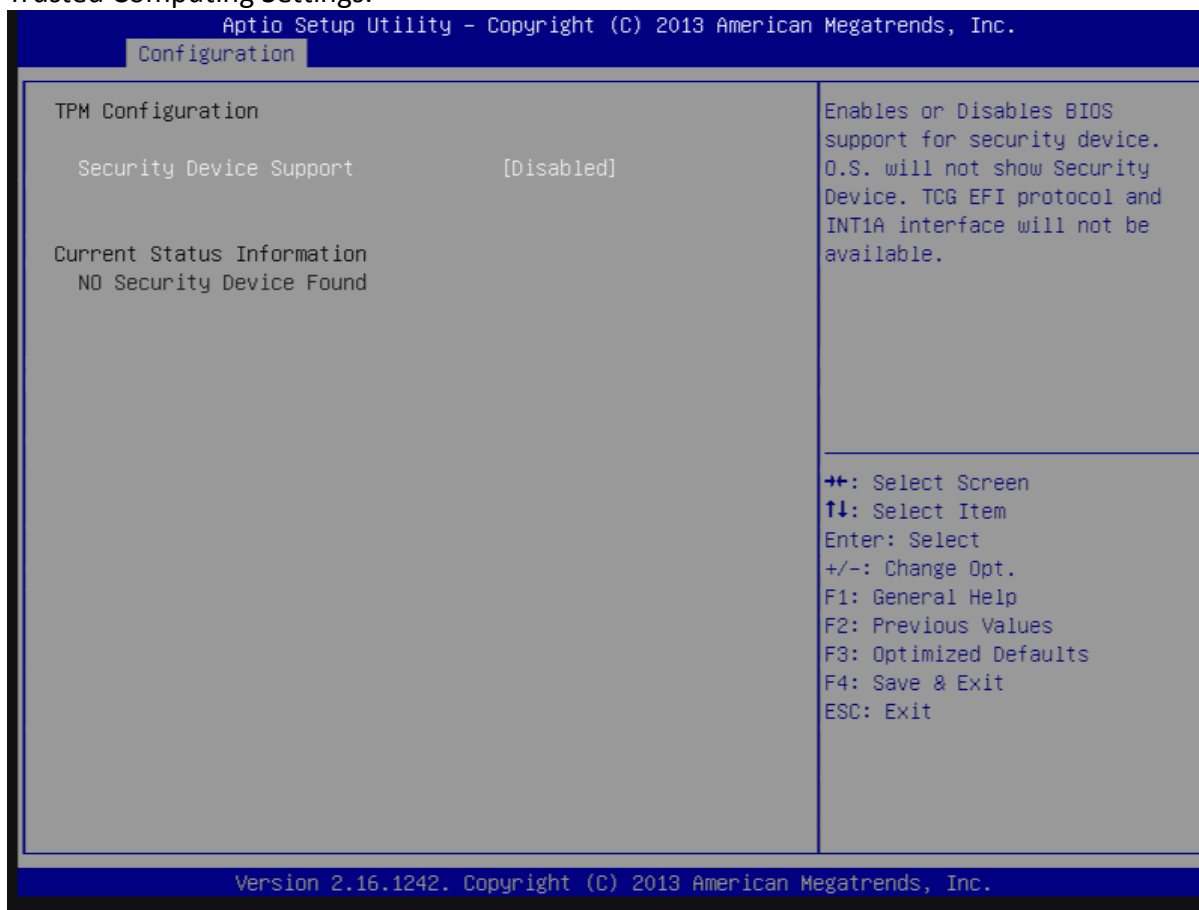 Trusted Computing Settings:
Aptio Setup Utility – Copyright (C) 2013 American Megatrends, Inc.
Configuration
TPM Configuration
Security Device Support [Disabled]
Current Status Information
NO Security Device Found
Enables or Disables BIOS
support for security device.
O.S. will not show Security
Device. TCG EFI protocol and
INT1A interface will not be
available.
→←: Select Screen
↑↓: Select Item
Enter: Select
+/-: Change Opt.
F1: General Help
F2: Previous Values
F3: Optimized Defaults
F4: Save & Exit
ESC: Exit
Version 2.16.1242. Copyright (C) 2013 American Megatrends, Inc.